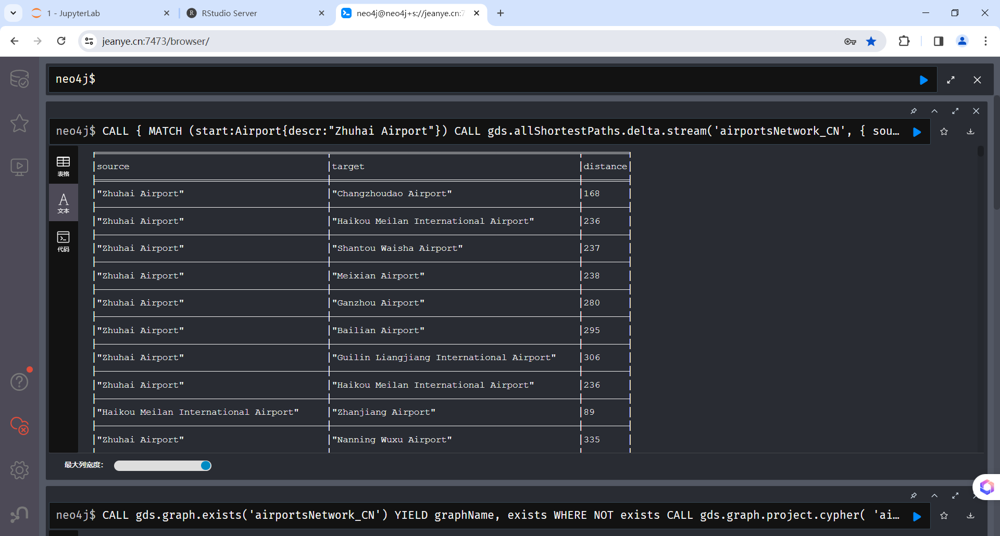 1 - JupyterLab
RStudio Server
neo4j@neo4j+s://jeanye.cn:7
jeanye.cn:7473/browser/
neo4j$
neo4j$ CALL { MATCH (start:Airport{descr:"Zhuhai Airport"}) CALL gds.allShortestPaths.delta.stream('airportsNetwork_CN', { sou…
表格
文本
代码
source target distance
"Zhuhai Airport" "Changzhoudao Airport" 168
"Zhuhai Airport" "Haikou Meilan International Airport" 236
"Zhuhai Airport" "Shantou Waisha Airport" 237
"Zhuhai Airport" "Meixian Airport" 238
"Zhuhai Airport" "Ganzhou Airport" 280
"Zhuhai Airport" "Bailian Airport" 295
"Zhuhai Airport" "Guilin Liangjiang International Airport" 306
"Zhuhai Airport" "Haikou Meilan International Airport" 236
"Haikou Meilan International Airport" "Zhanjiang Airport" 89
"Zhuhai Airport" "Nanning Wuxu Airport" 335
最大列宽度：
neo4j$ CALL gds.graph.exists('airportsNetwork_CN') YIELD graphName, exists WHERE NOT exists CALL gds.graph.project.cypher( 'ai…